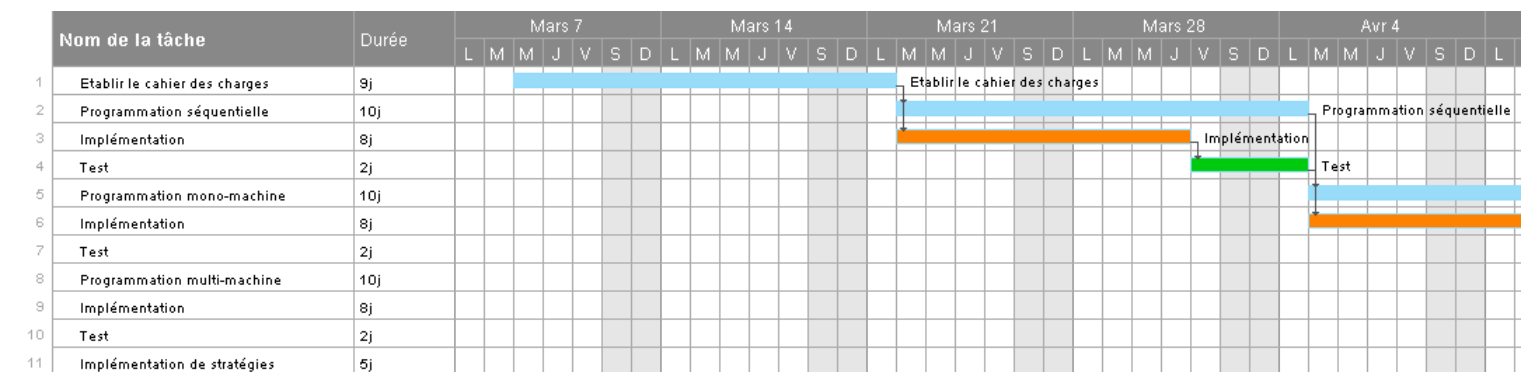 Nom de la tâche Durée Mars 7 Mars 14 Mars 21 Mars 28 Avr 4
L M M J V S D L M M J V S D L M M J V S D L M M J V S D L M M J V S D L
1 Etablir le cahier des charges 9j Etablir le cahier des charges
2 Programmation séquentielle 10j Programmation séquentielle
3 Implémentation 8j Implémentation
4 Test 2j Test
5 Programmation mono-machine 10j
6 Implémentation 8j
7 Test 2j
8 Programmation multi-machine 10j
9 Implémentation 8j
10 Test 2j
11 Implémentation de stratégies 5j